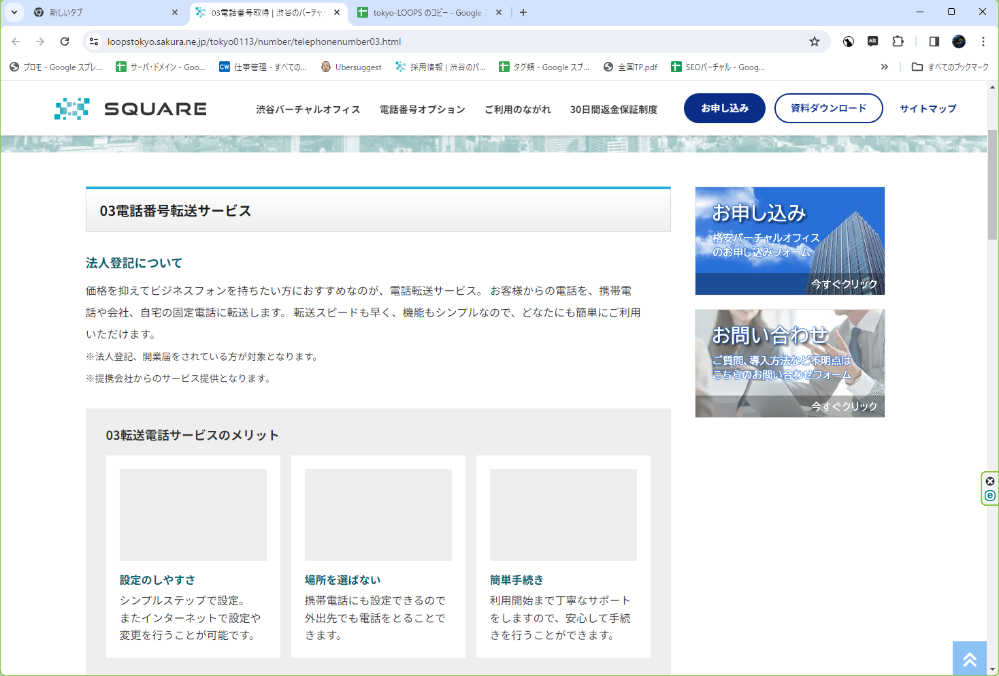 新しいタブ
03電話番号取得 | 渋谷のバーチャ
tokyo-LOOPS のコピー - Google ス
loopstokyo.sakura.ne.jp/tokyo0113/number/telephonenumber03.html
プロモ - Google スプレ...
サーバ・ドメイン - Goo...
CW
仕事管理 - すべての...
Ubersuggest
採用情報 | 渋谷のバ...
タグ類 - Google スプ...
全国TP.pdf
SEOバーチャル - Goog...
すべてのブックマーク
SQUARE
渋谷バーチャルオフィス
電話番号オプション
ご利用のながれ
30日間返金保証制度
お申し込み
資料ダウンロード
サイトマップ
03電話番号転送サービス
法人登記について
価格を抑えてビジネスフォンを持ちたい方におすすめなのが、電話転送サービス。 お客様からの電話を、携帯電
話や会社、自宅の固定電話に転送します。 転送スピードも早く、機能もシンプルなので、どなたにも簡単にご利用
いただけます。
※法人登記、開業届をされている方が対象となります。
※提携会社からのサービス提供となります。
お申し込み
格安バーチャルオフィス
のお申し込みフォーム
今すぐクリック
お問い合わせ
ご質問、導入方法など不明点は
こちらのお問い合わせフォーム
今すぐクリック
03転送電話サービスのメリット
設定のしやすさ
シンプルステップで設定。
またインターネットで設定や
変更を行うことが可能です。
場所を選ばない
携帯電話にも設定できるので
外出先でも電話をとることで
きます。
簡単手続き
利用開始まで丁寧なサポート
をしますので、安心して手続
きを行うことができます。